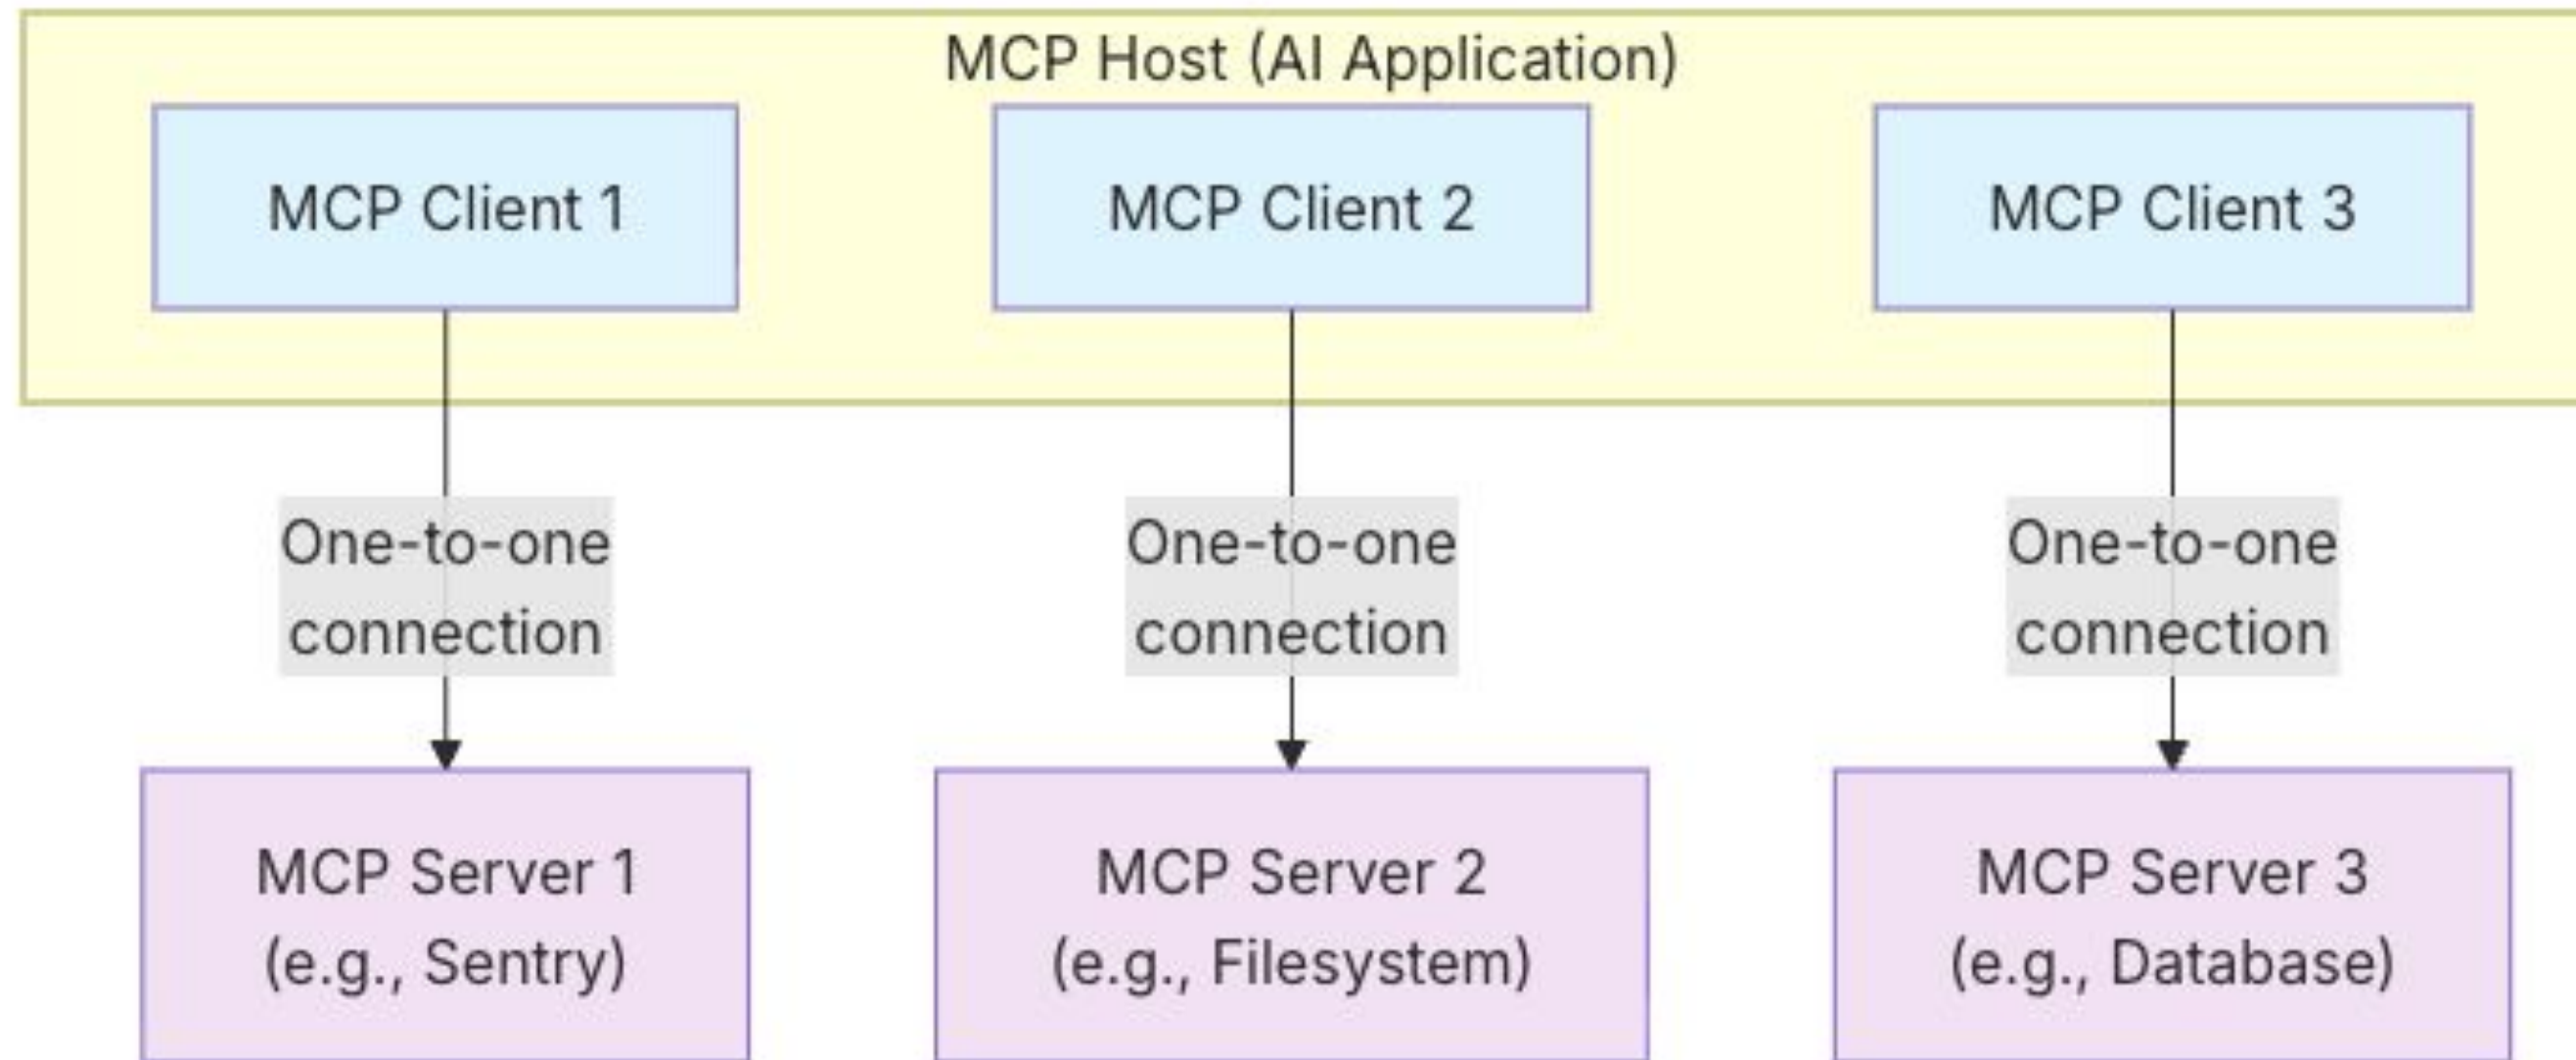 MCP Host (AI Application)
MCP Client 1
MCP Client 2
MCP Client 3
One-to-one
connection
One-to-one
connection
One-to-one
connection
MCP Server 1
(e.g., Sentry)
MCP Server 2
(e.g., Filesystem)
MCP Server 3
(e.g., Database)